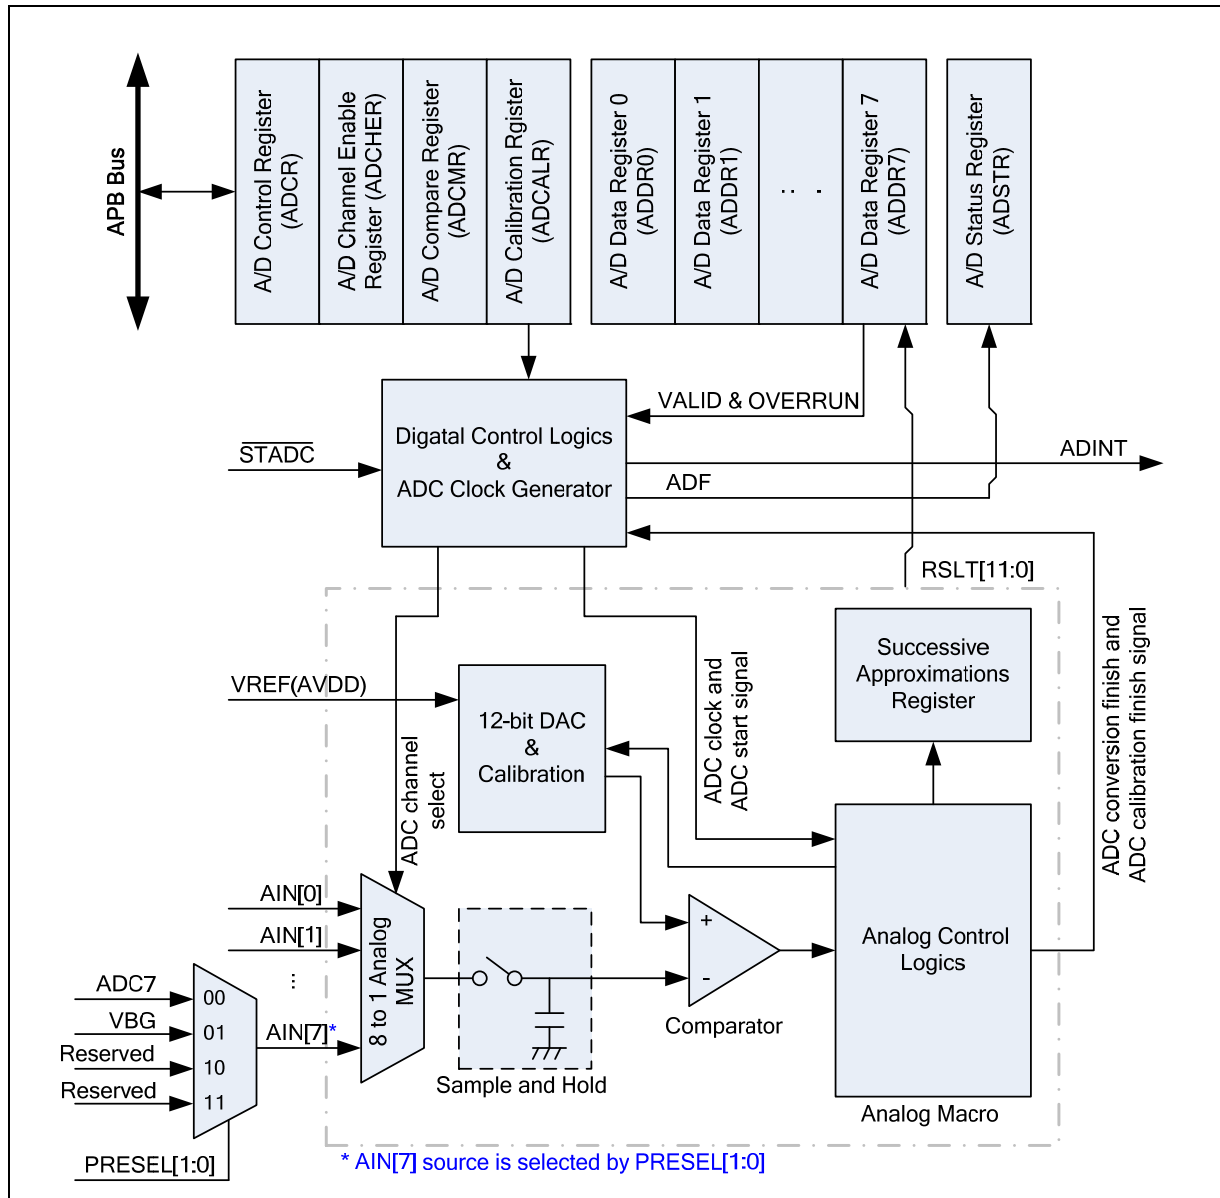 APB Bus
A/D Control Register
(ADCR)
A/D Channel Enable
Register (ADCHER)
A/D Compare Register
(ADCMR)
A/D Calibration Rgister
(ADCALR)
A/D Data Register 0
(ADDR0)
A/D Data Register 1
(ADDR1)
...
A/D Data Register 7
(ADDR7)
A/D Status Register
(ADSTR)
VALID & OVERRUN
STADC
Digatal Control Logics
&
ADC Clock Generator
ADINT
ADF
RSLT[11:0]
VREF(AVDD)
12-bit DAC
&
Calibration
ADC channel
select
ADC clock and
ADC start signal
Successive
Approximations
Register
ADC conversion finish and
ADC calibration finish signal
AIN[0]
AIN[1]
...
8 to 1 Analog
MUX
Analog Control
Logics
+
-
Comparator
ADC7
00
VBG
01
AIN[7]*
Reserved
10
Reserved
11
Sample and Hold
Analog Macro
PRESEL[1:0]
* AIN[7] source is selected by PRESEL[1:0]